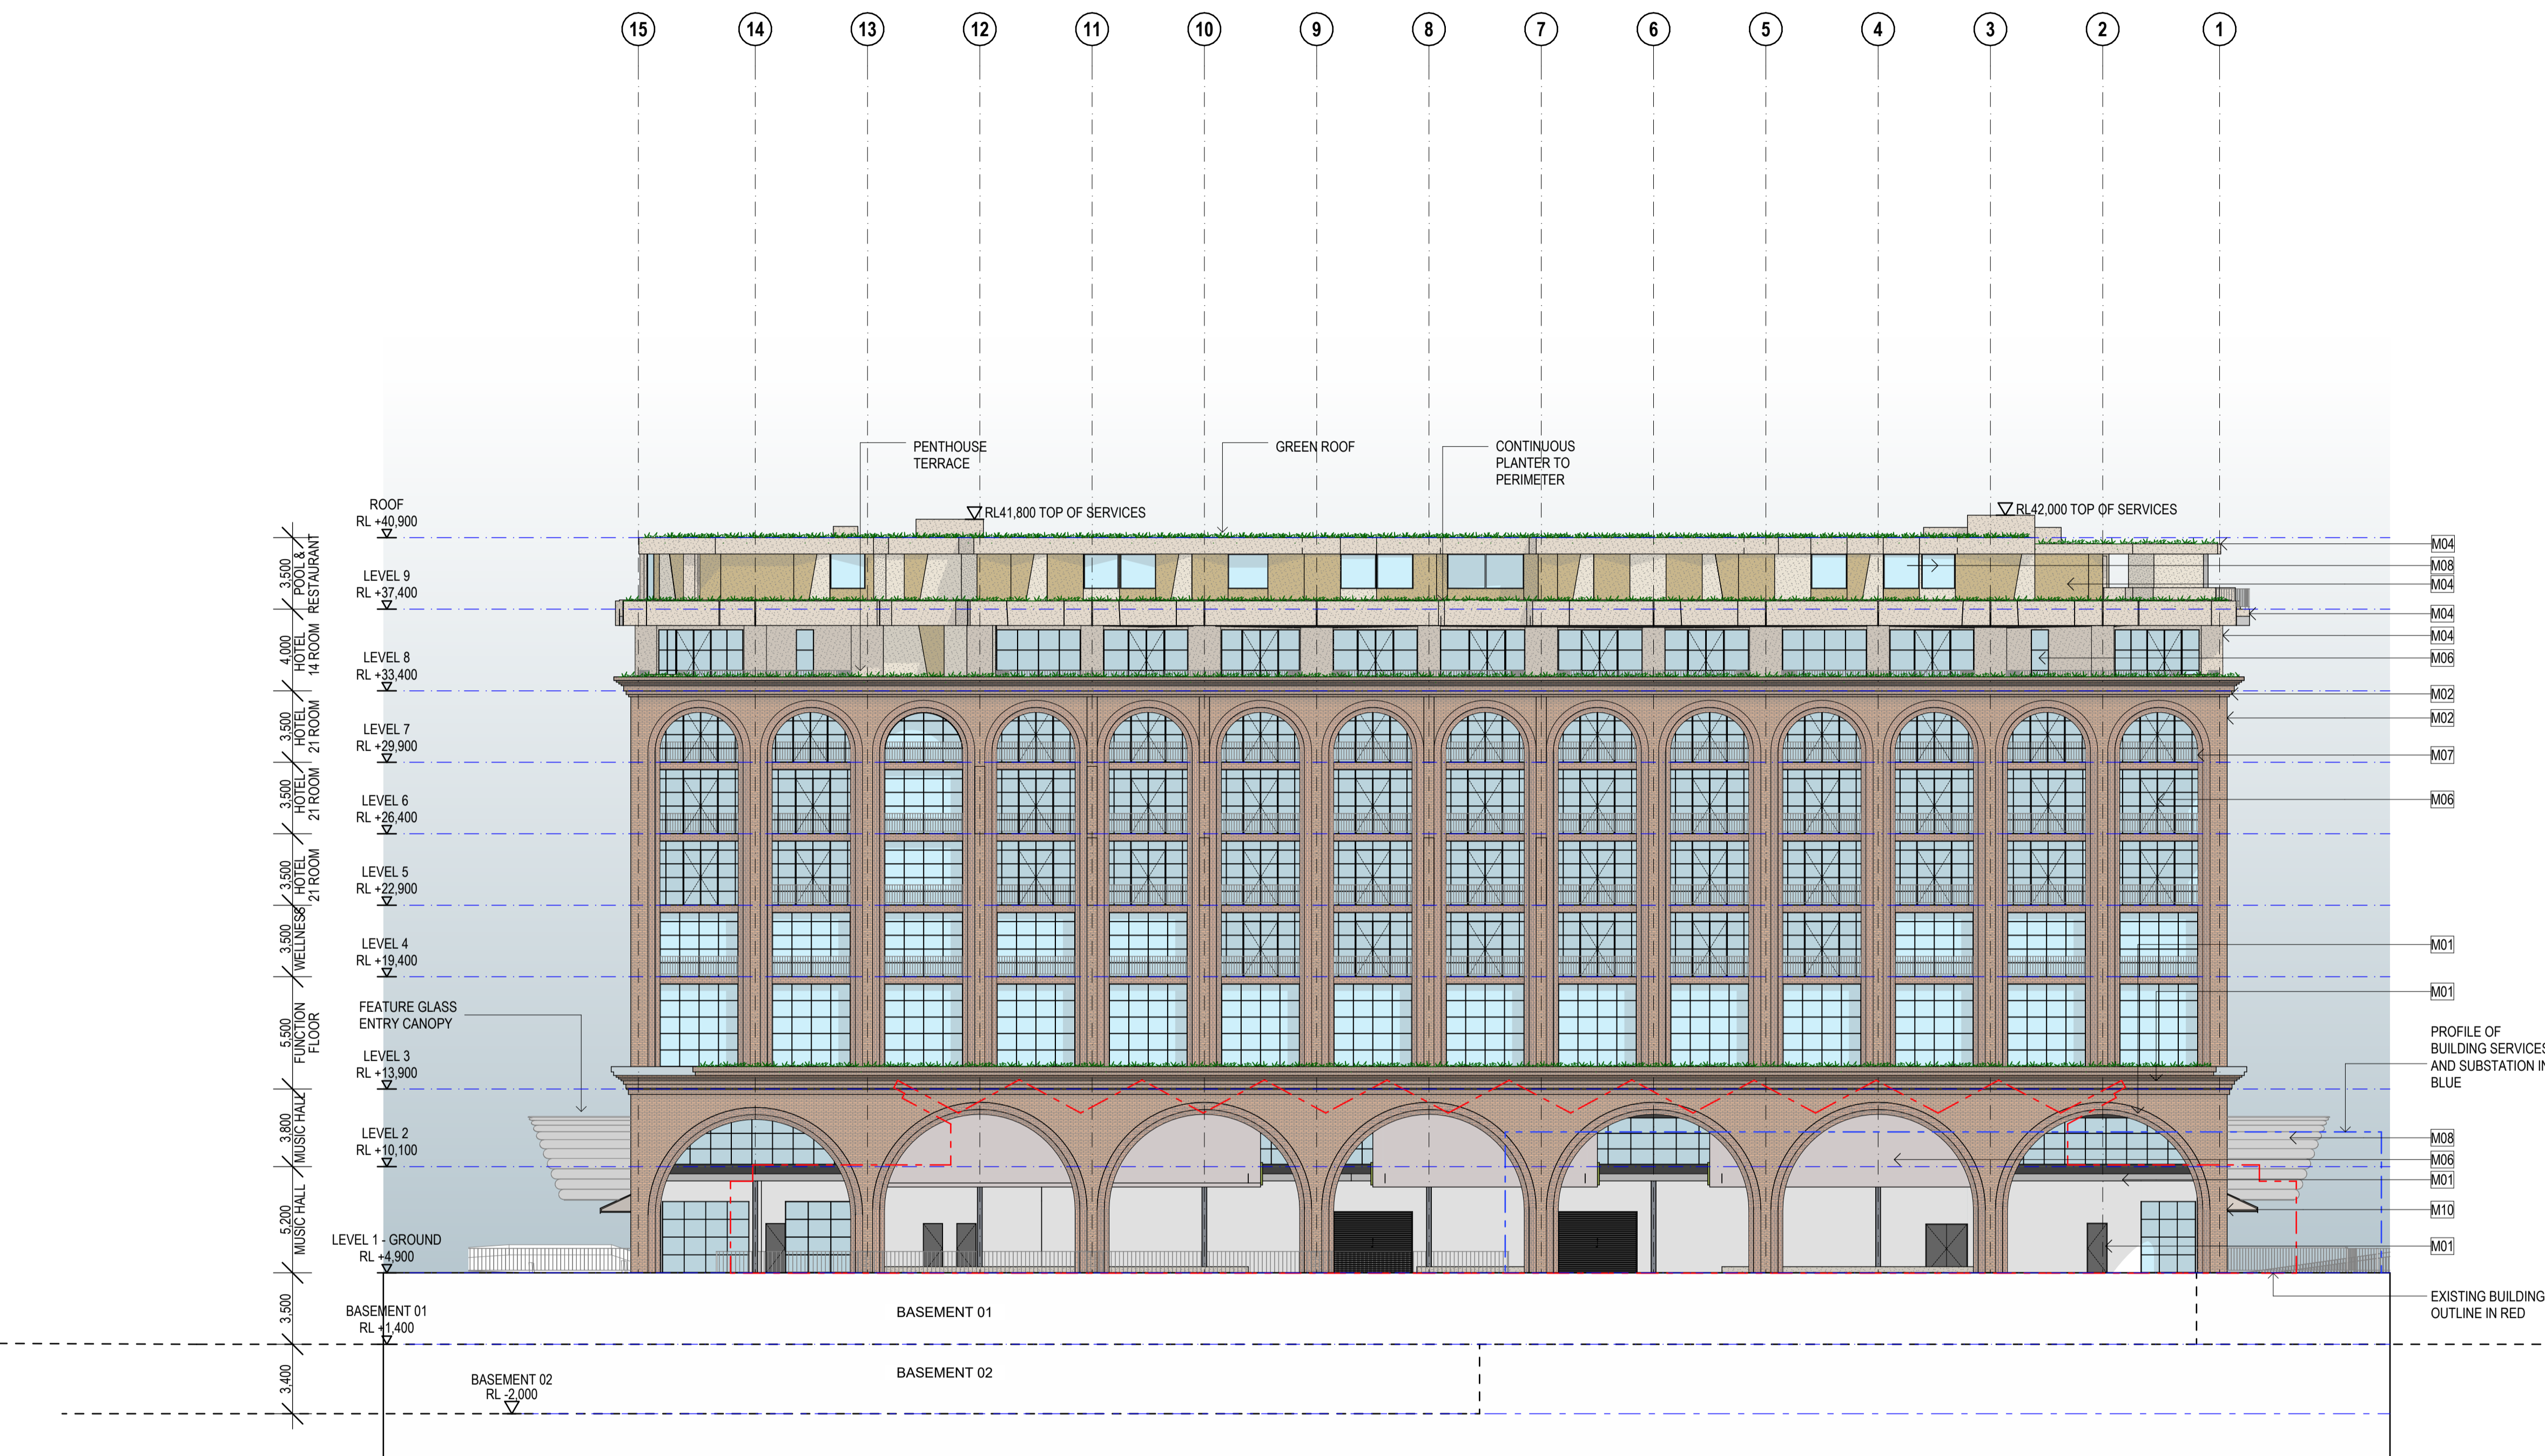 15 14 13 12 11 10 9 8 7 6 5 4 3 2 1
PENTHOUSE
TERRACE
GREEN ROOF
CONTINUOUS
PLANTER TO
PERIMETER
RL41,800 TOP OF SERVICES
RL42,000 TOP OF SERVICES
ROOF
RL +40,900
3,500
POOL &
RESTAURANT
LEVEL 9
RL +37,400
4,000
HOTEL
14 ROOM
LEVEL 8
RL +33,400
3,500
HOTEL
21 ROOM
LEVEL 7
RL +29,900
3,500
HOTEL
21 ROOM
LEVEL 6
RL +26,400
3,500
HOTEL
21 ROOM
LEVEL 5
RL +22,900
3,500
WELLNESS
LEVEL 4
RL +19,400
5,500
FUNCTION
FLOOR
FEATURE GLASS
ENTRY CANOPY
LEVEL 3
RL +13,900
3,800
MUSIC HALL
LEVEL 2
RL +10,100
5,200
MUSIC HALL
LEVEL 1 - GROUND
RL +4,900
3,500
BASEMENT 01
RL +1,400
3,400
BASEMENT 02
RL -2,000
BASEMENT 01
BASEMENT 02
M04
M08
M04
M04
M04
M06
M02
M02
M07
M06
M01
M01
PROFILE OF
BUILDING SERVICES
AND SUBSTATION IN
BLUE
M08
M06
M01
M10
M01
EXISTING BUILDING
OUTLINE IN RED